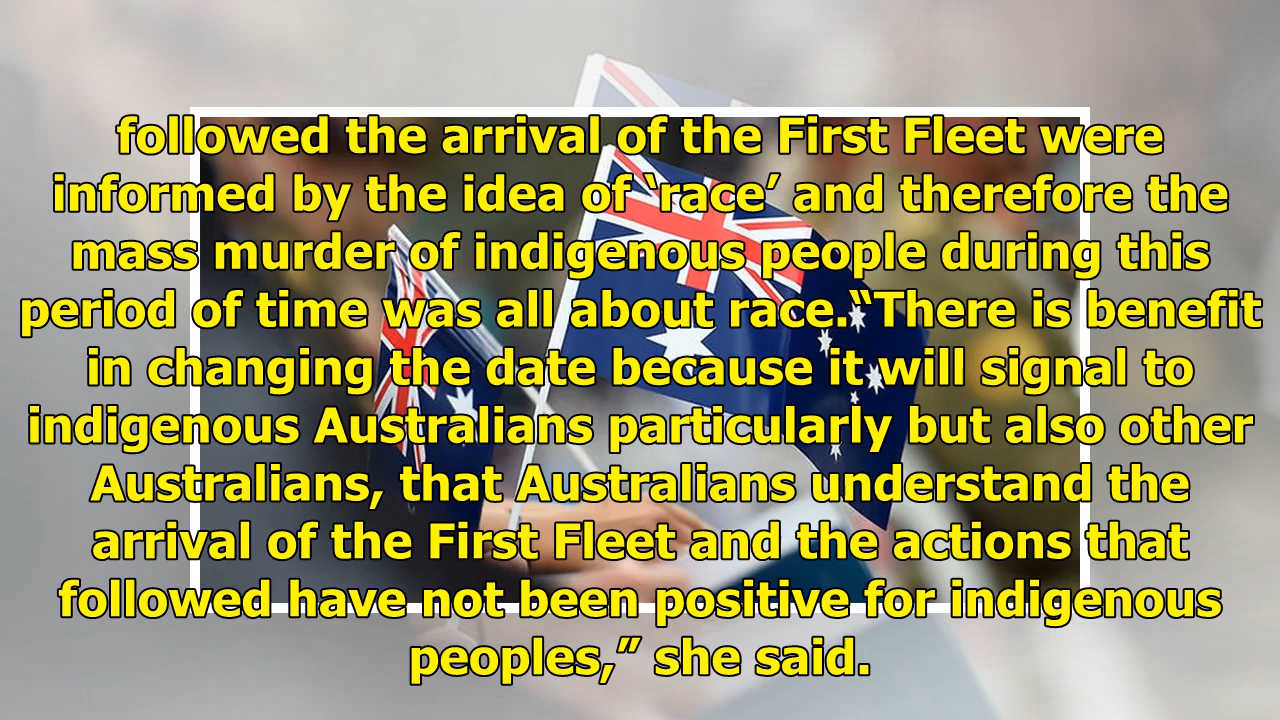 followed the arrival of the First Fleet were
informed by the idea of ‘race’ and therefore the
mass murder of indigenous people during this
period of time was all about race.“There is benefit
in changing the date because it will signal to
indigenous Australians particularly but also other
Australians, that Australians understand the
arrival of the First Fleet and the actions that
followed have not been positive for indigenous
peoples,” she said.